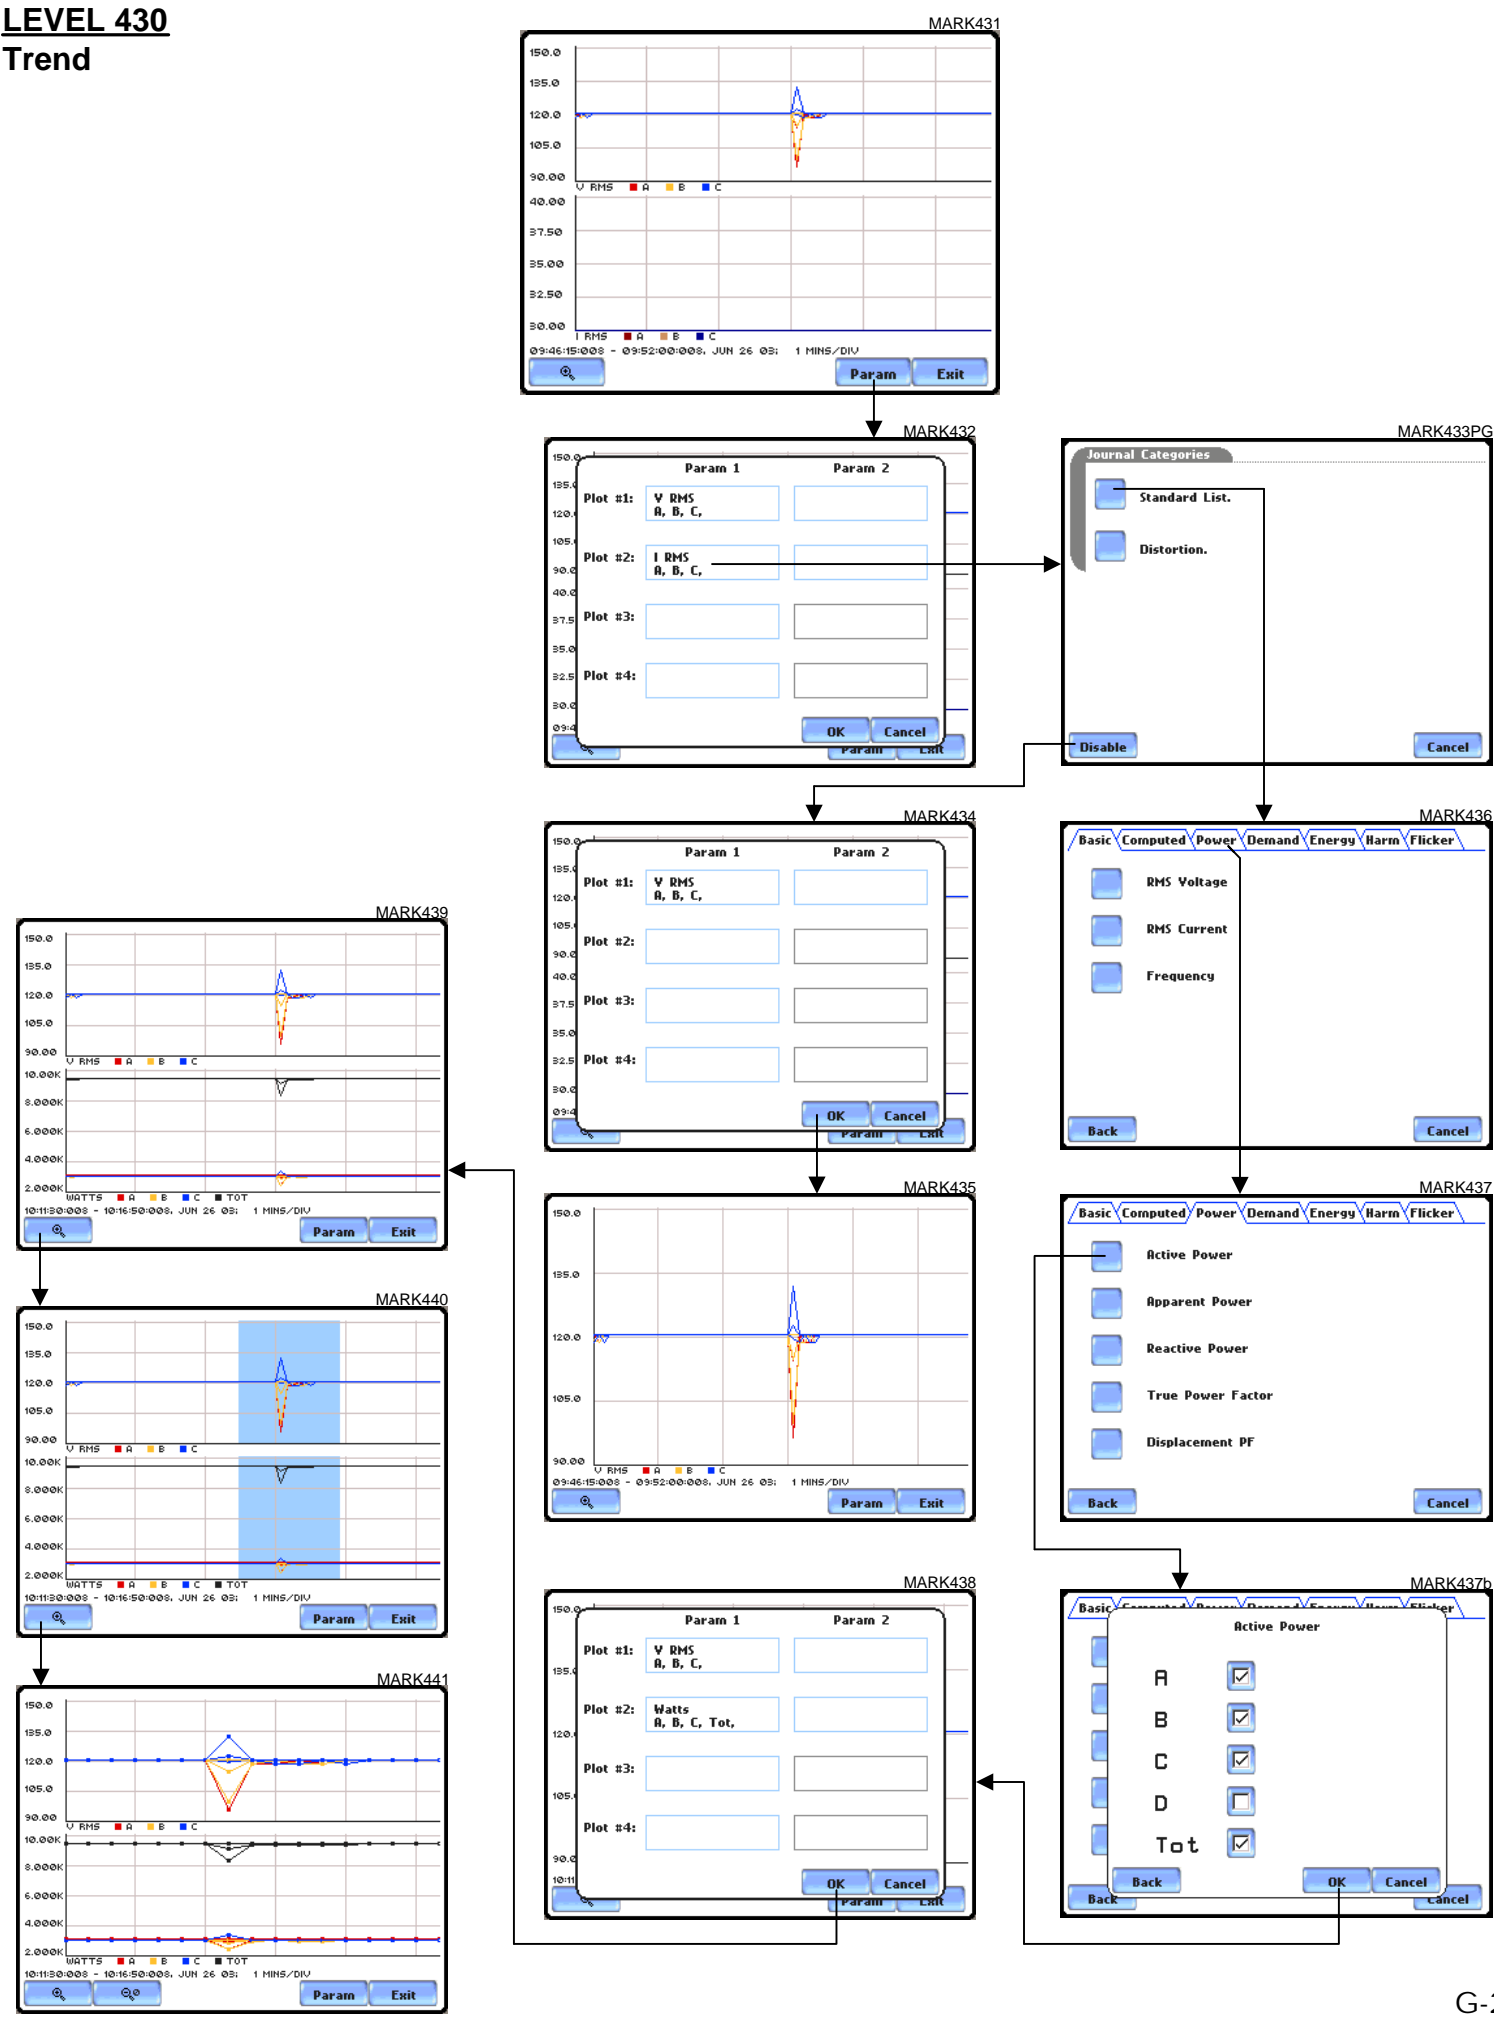 LEVEL 430
Trend
MARK431
150.0
135.0
120.0
105.0
90.00
V RMS A B C
40.00
37.50
35.00
32.50
30.00
I RMS A B C
09:46:15:008 - 09:52:00:008, JUN 26 03; 1 MINS/DIV
Param Exit
MARK432
Param 1 Param 2
Plot #1: V RMS
A, B, C,
Plot #2: I RMS
A, B, C,
Plot #3:
Plot #4:
OK Cancel
Param Exit
MARK433PG
Journal Categories
Standard List.
Distortion.
Disable Cancel
MARK434
Param 1 Param 2
Plot #1: V RMS
A, B, C,
Plot #2:
Plot #3:
Plot #4:
OK Cancel
Param Exit
MARK436
Basic Computed Power Demand Energy Harm Flicker
RMS Voltage
RMS Current
Frequency
Back Cancel
MARK439
150.0
135.0
120.0
105.0
90.00
V RMS A B C
10.00K
8.000K
6.000K
4.000K
2.000K
WATTS A B C TOT
10:11:30:008 - 10:16:50:008, JUN 26 03; 1 MINS/DIV
Param Exit
MARK435
150.0
135.0
120.0
105.0
90.00
V RMS A B C
09:46:15:008 - 09:52:00:008, JUN 26 03; 1 MINS/DIV
Param Exit
MARK437
Basic Computed Power Demand Energy Harm Flicker
Active Power
Apparent Power
Reactive Power
True Power Factor
Displacement PF
Back Cancel
MARK440
150.0
135.0
120.0
105.0
90.00
V RMS A B C
10.00K
8.000K
6.000K
4.000K
2.000K
WATTS A B C TOT
10:11:30:008 - 10:16:50:008, JUN 26 03; 1 MINS/DIV
Param Exit
MARK438
Param 1 Param 2
Plot #1: V RMS
A, B, C,
Plot #2: Watts
A, B, C, Tot,
Plot #3:
Plot #4:
OK Cancel
Param Exit
MARK437b
Basic Computed Power Demand Energy Harm Flicker
Active Power
A
B
C
D
Tot
Back OK Cancel
Back Cancel
MARK441
150.0
135.0
120.0
105.0
90.00
V RMS A B C
10.00K
8.000K
6.000K
4.000K
2.000K
WATTS A B C TOT
10:11:30:008 - 10:16:50:008, JUN 26 03; 1 MINS/DIV
Param Exit